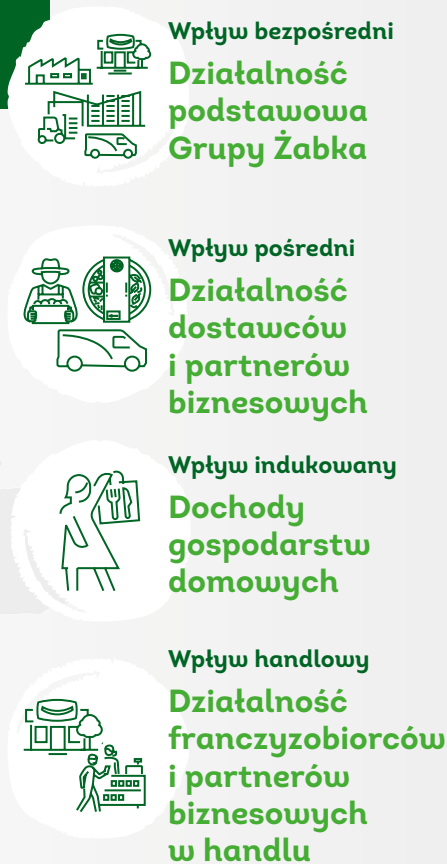 Wpływ bezpośredni
Działalność
podstawowa
Grupy Żabka
Wpływ pośredni
Działalność
dostawców
i partnerów
biznesowych
Wpływ indukowany
Dochody
gospodarstw
domowych
Wpływ handlowy
Działalność
franczyzobiorców
i partnerów
biznesowych
w handlu